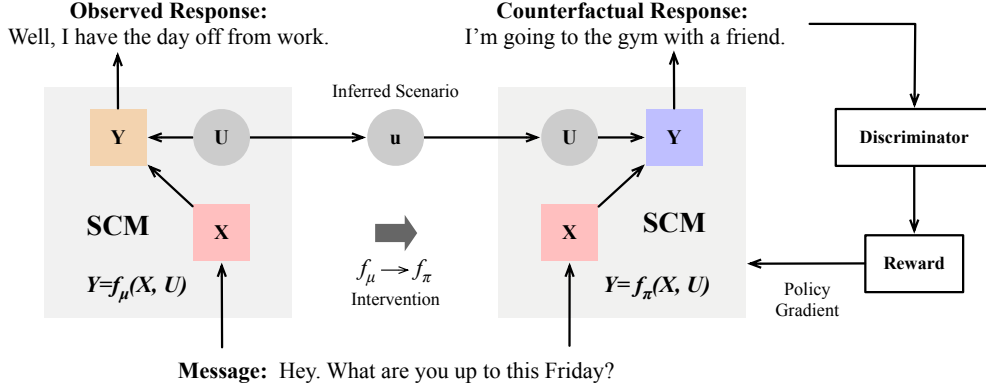 Observed Response:
Well, I have the day off from work.
Counterfactual Response:
I'm going to the gym with a friend.
Inferred Scenario
Y
U
u
U
Y
Discriminator
SCM
X
X
SCM
Reward
fμ → fπ
Y=fμ(X, U)
Intervention
Y=fπ(X, U)
Policy
Gradient
Message: Hey. What are you up to this Friday?